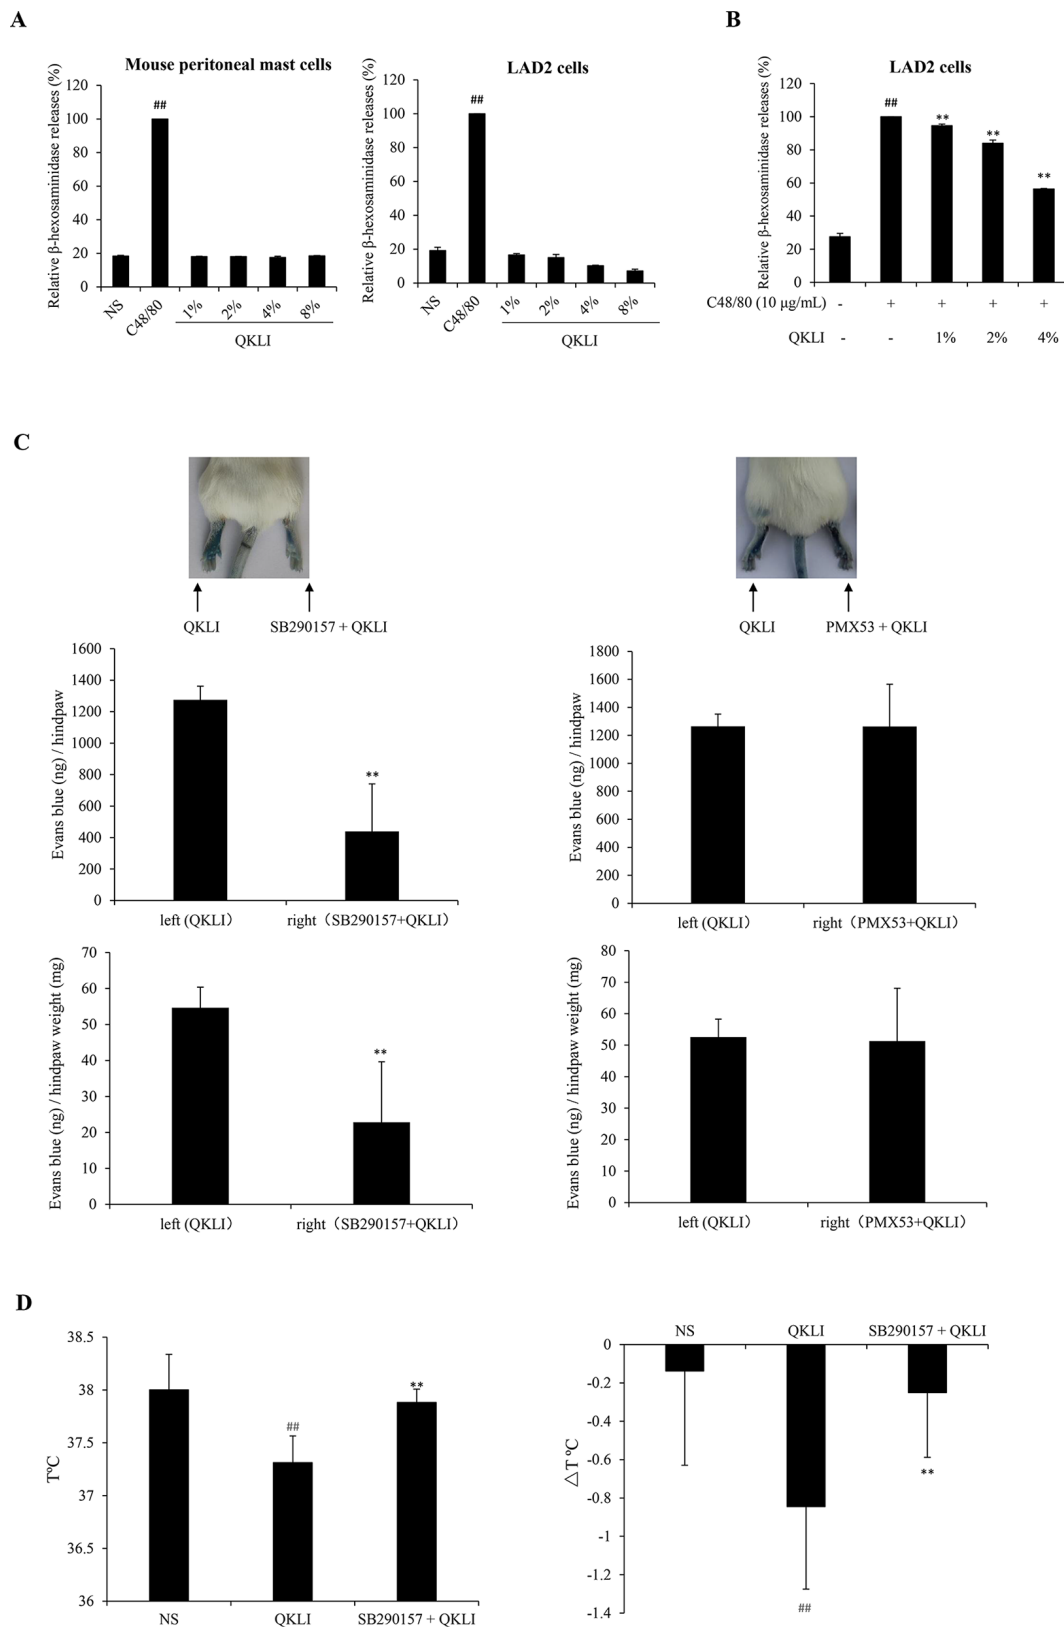 A
Mouse peritoneal mast cells
Relative β-hexosaminidase releases (%)
120
100
80
60
40
20
0
##
NS
C48/80
1%
2%
4%
8%
QKLI
LAD2 cells
Relative β-hexosaminidase releases (%)
120
100
80
60
40
20
0
##
NS
C48/80
1%
2%
4%
8%
QKLI
B
LAD2 cells
Relative β-hexosaminidase releases (%)
120
100
80
60
40
20
0
##
**
**
**
C48/80 (10 μg/mL) - + + + +
QKLI - - 1% 2% 4%
C
QKLI
SB290157 + QKLI
Evans blue (ng) / hindpaw
1600
1400
1200
1000
800
600
400
200
0
**
left (QKLI)
right (SB290157+QKLI)
QKLI
PMX53 + QKLI
Evans blue (ng) / hindpaw
1800
1600
1400
1200
1000
800
600
400
200
0
left (QKLI)
right (PMX53+QKLI)
Evans blue (ng) / hindpaw weight (mg)
70
60
50
40
30
20
10
0
**
left (QKLI)
right (SB290157+QKLI)
Evans blue (ng) / hindpaw weight (mg)
80
70
60
50
40
30
20
10
0
left (QKLI)
right (PMX53+QKLI)
D
TºC
38.5
38
37.5
37
36.5
36
##
**
NS
QKLI
SB290157 + QKLI
NS
QKLI
SB290157 + QKLI
△T ºC
0
-0.2
-0.4
-0.6
-0.8
-1
-1.2
-1.4
##
**